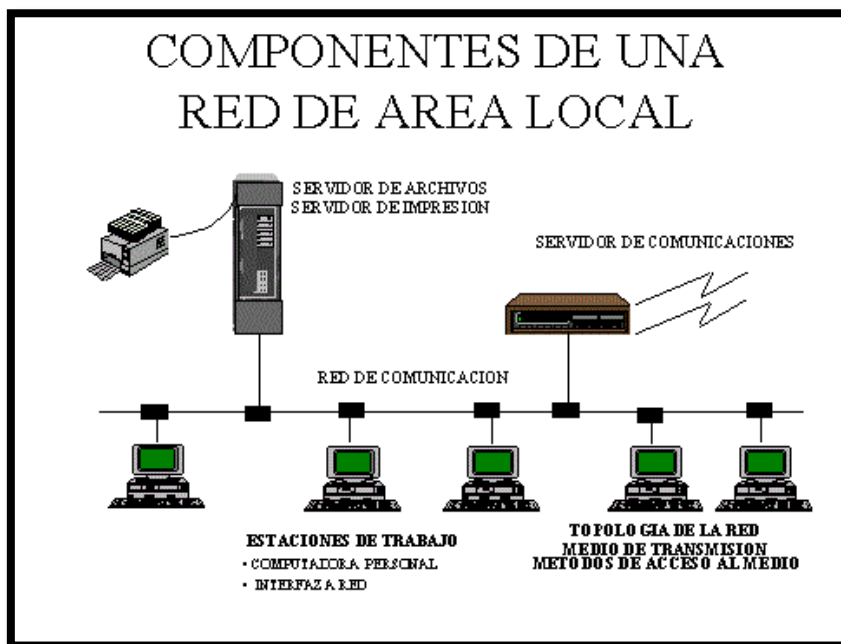 COMPONENTES DE UNA
RED DE AREA LOCAL
SERVIDOR DE ARCHIVOS
SERVIDOR DE IMPRESION
SERVIDOR DE COMUNICACIONES
RED DE COMUNICACION
ESTACIONES DE TRABAJO
• COMPUTADORA PERSONAL
• INTERFAZ A RED
TOPOLOGIA DE LA RED
MEDIO DE TRANSMISION
METODOS DE ACCESO AL MEDIO